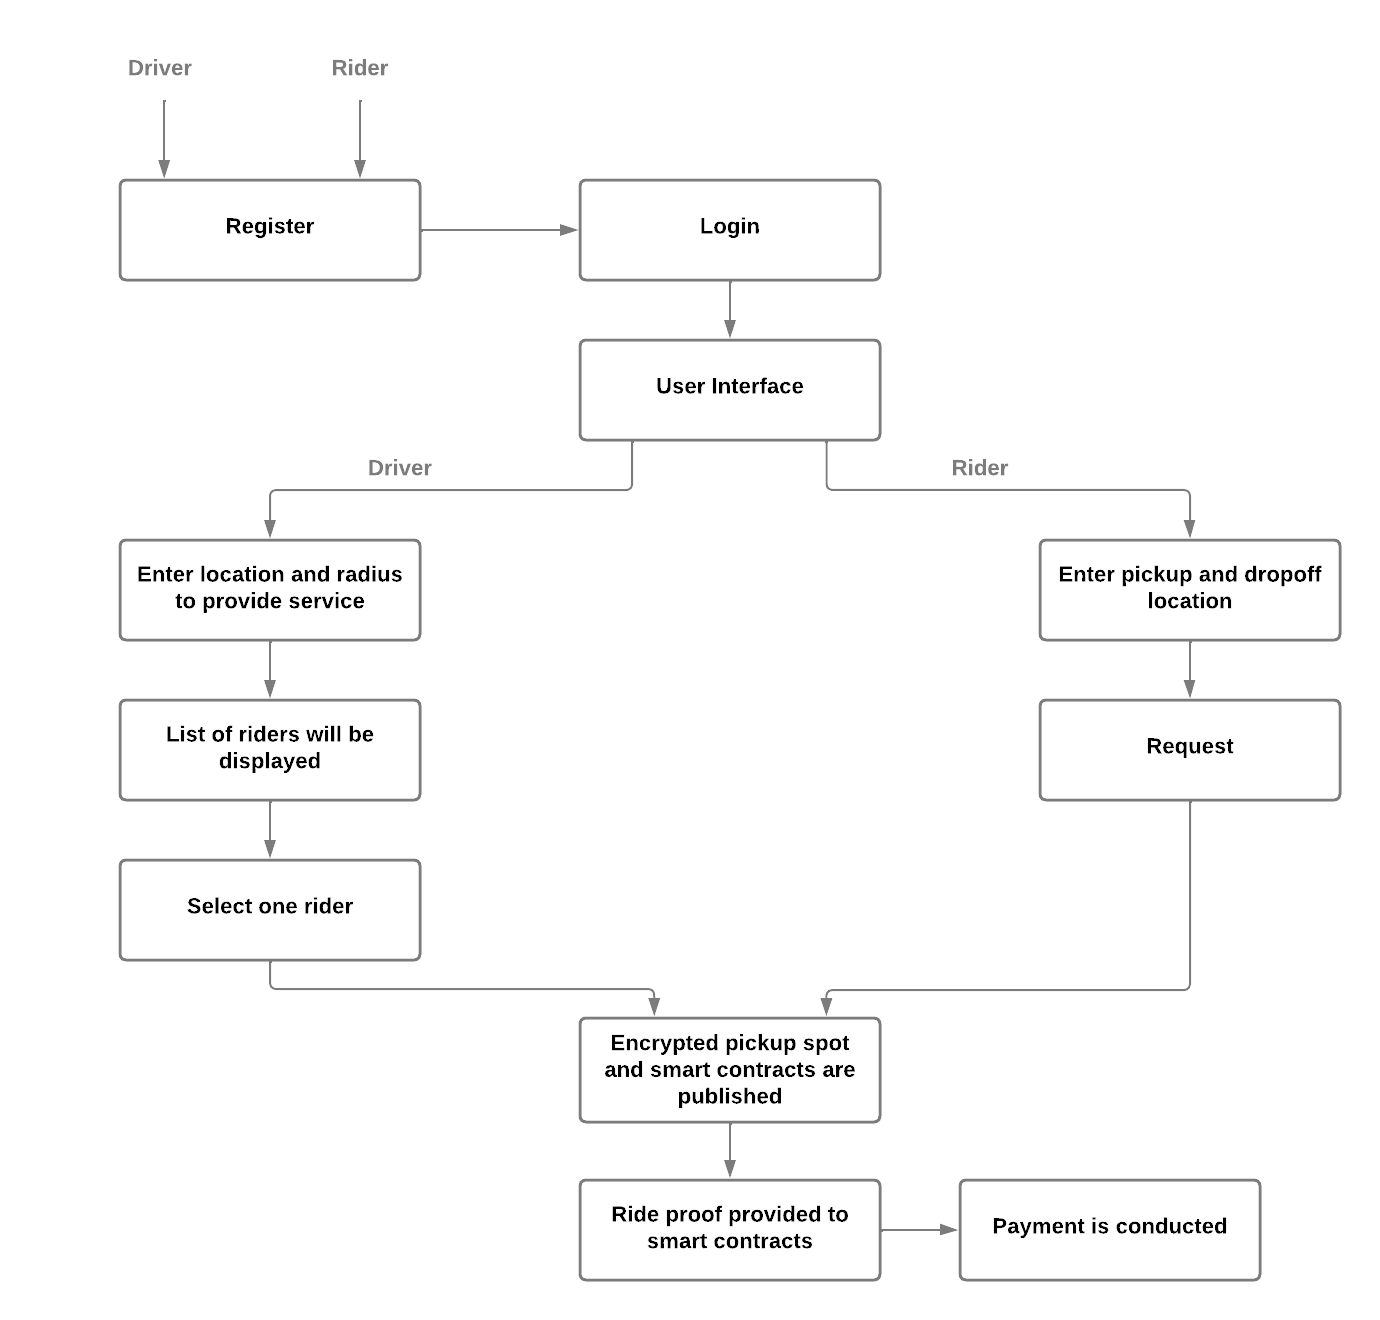 Driver
Rider
Register
Login
User Interface
Driver
Rider
Enter location and radius
to provide service
Enter pickup and dropoff
location
List of riders will be
displayed
Request
Select one rider
Encrypted pickup spot
and smart contracts are
published
Ride proof provided to
smart contracts
Payment is conducted